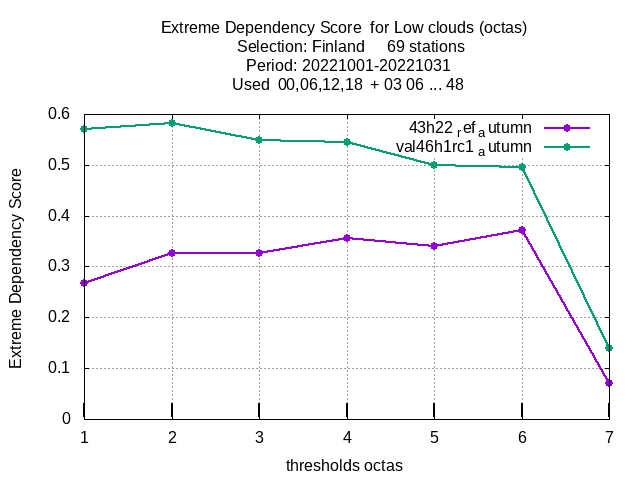 Extreme Dependency Score  for Low clouds (octas)
Selection: Finland     69 stations
Period: 20221001-20221031
Used  00,06,12,18  + 03 06 ... 48
43h22 ref autumn
val46h1rc1 autumn
Extreme Dependency Score
0.6
0.5
0.4
0.3
0.2
0.1
0
1 2 3 4 5 6 7
thresholds octas